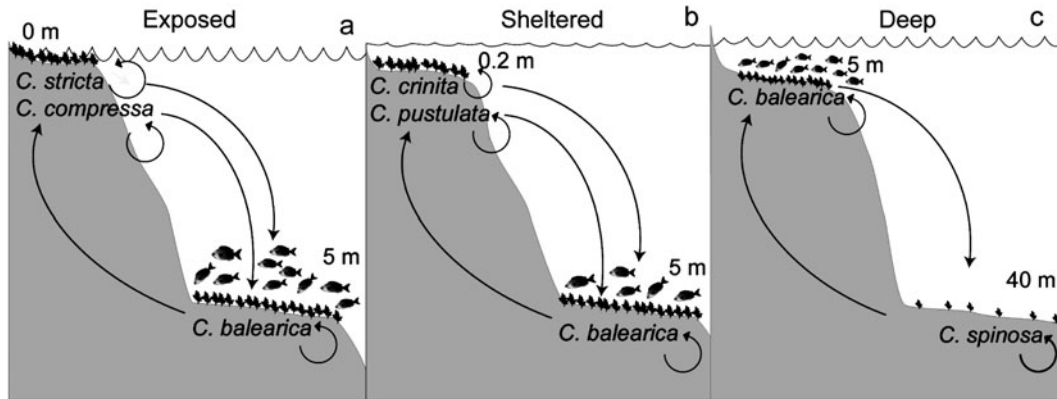 Exposed
a
0 m
C. stricta
C. compressa
5 m
C. balearica
Sheltered
b
0.2 m
C. crinita
C. pustulata
5 m
C. balearica
Deep
c
5 m
C. balearica
40 m
C. spinosa